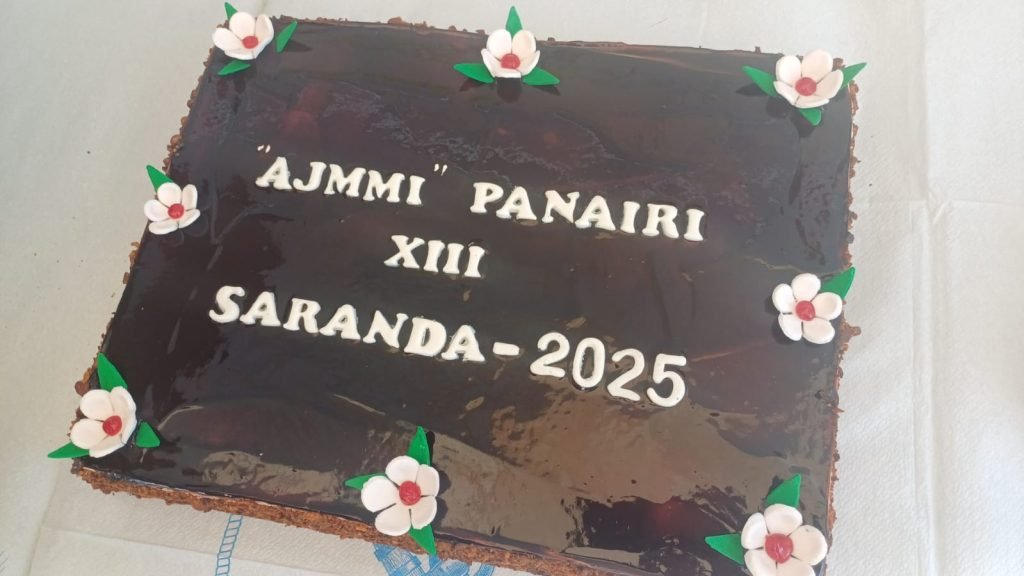 "AJMMI" PANAIRI
XIII
SARANDA - 2025